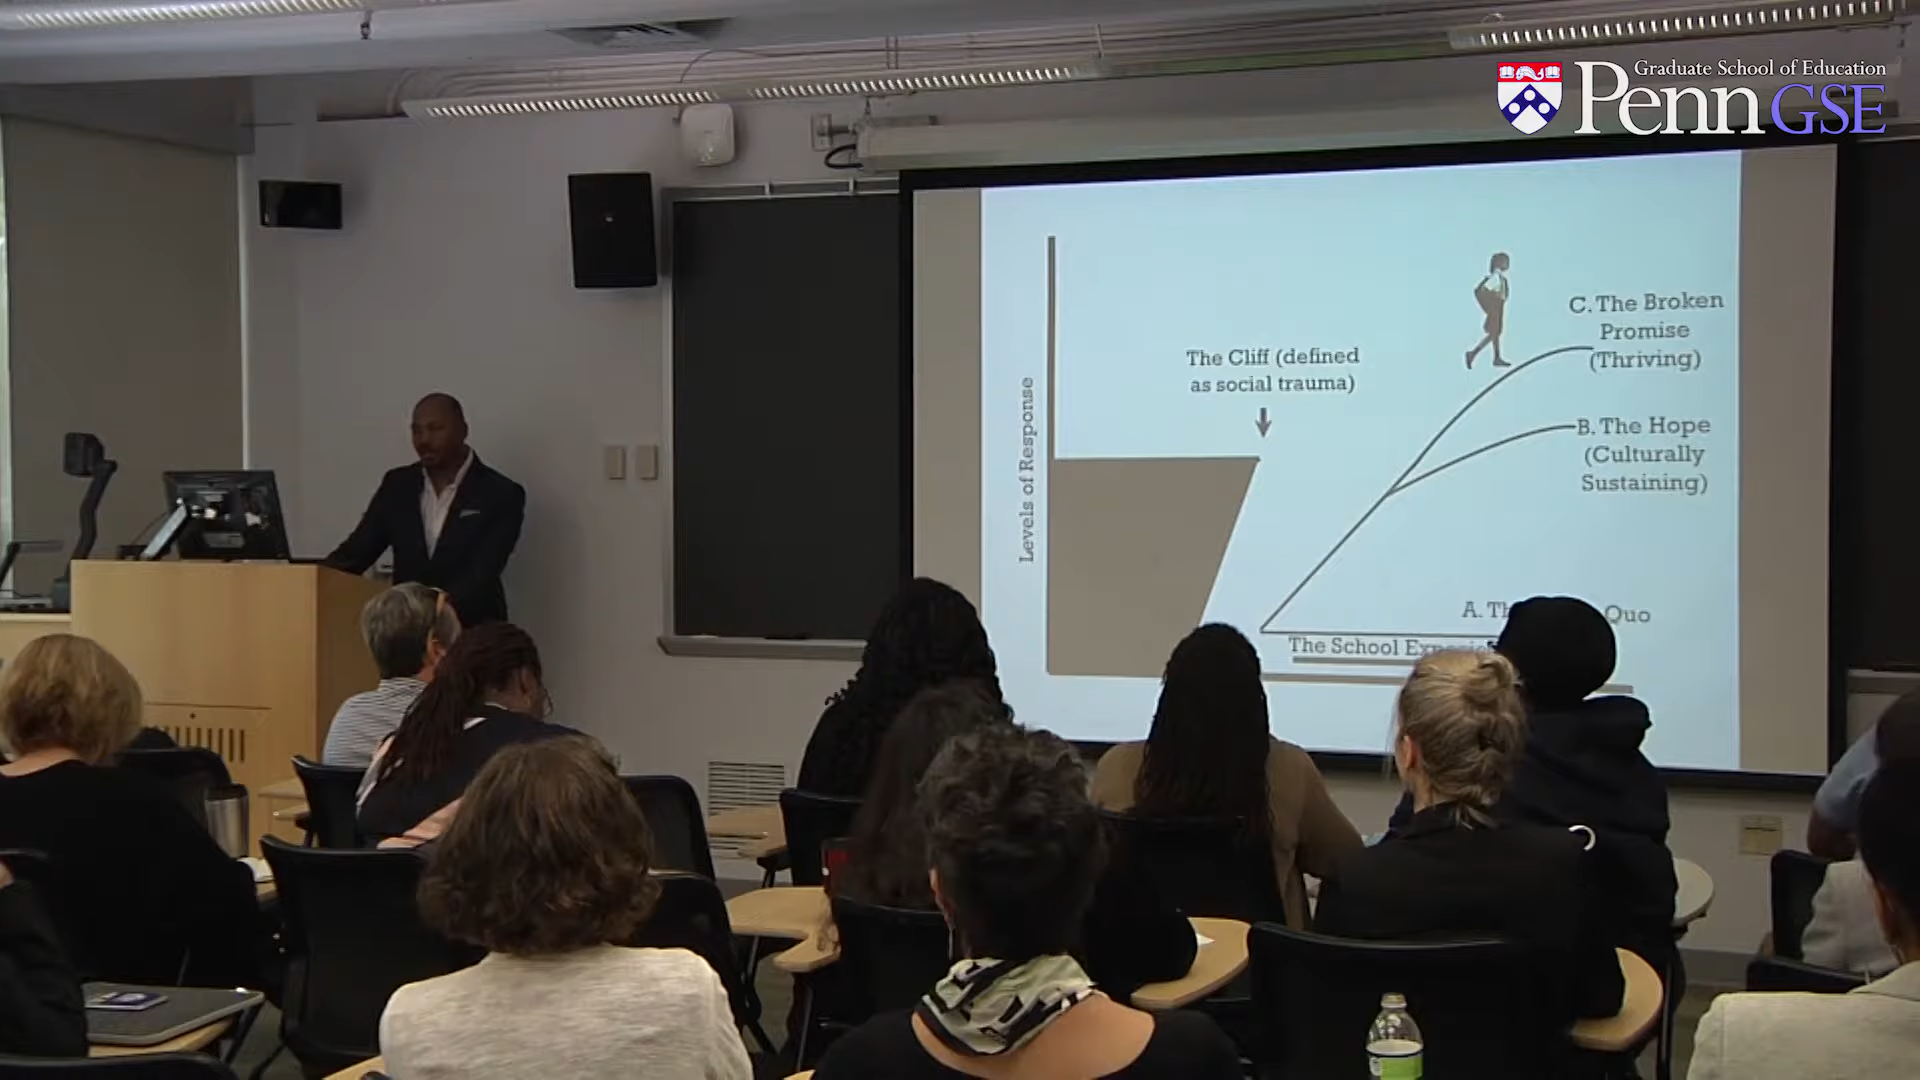 Graduate School of Education
Penn GSE
C. The Broken
Promise
(Thriving)
The Cliff (defined
as social trauma)
B. The Hope
(Culturally
Sustaining)
Levels of Response
A. Quo
The School